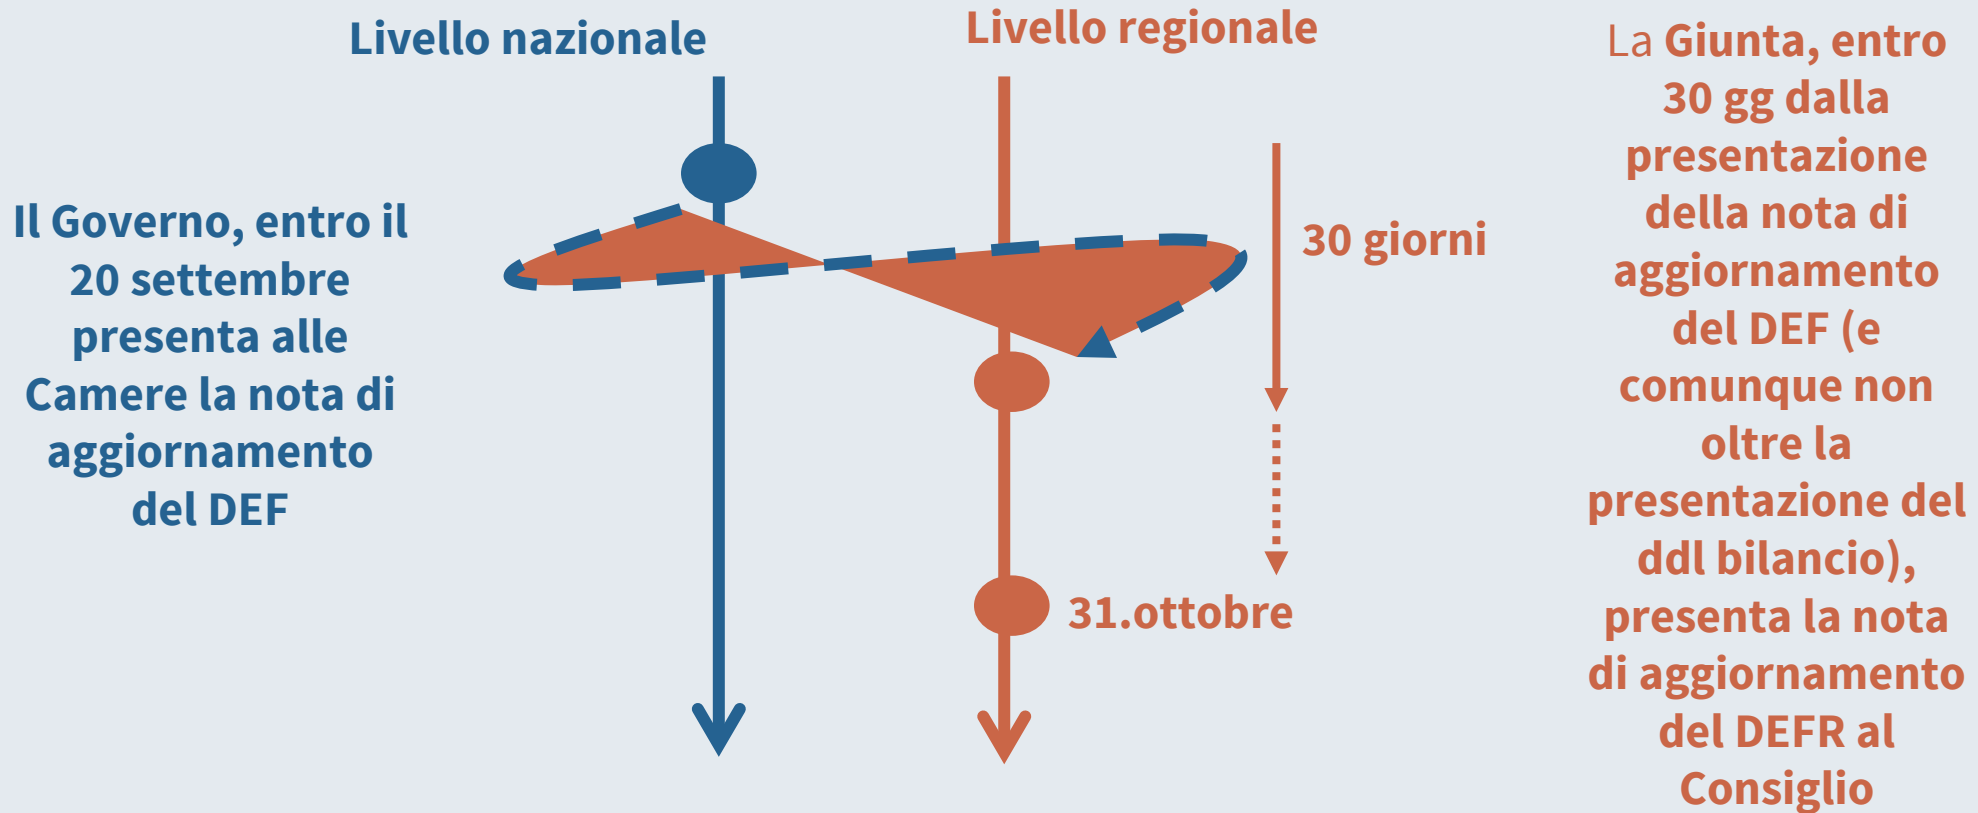 Livello nazionale
Livello regionale
Il Governo, entro il
20 settembre
presenta alle
Camere la nota di
aggiornamento
del DEF
30 giorni
31.ottobre
La Giunta, entro
30 gg dalla
presentazione
della nota di
aggiornamento
del DEF (e
comunque non
oltre la
presentazione del
ddl bilancio),
presenta la nota
di aggiornamento
del DEFR al
Consiglio